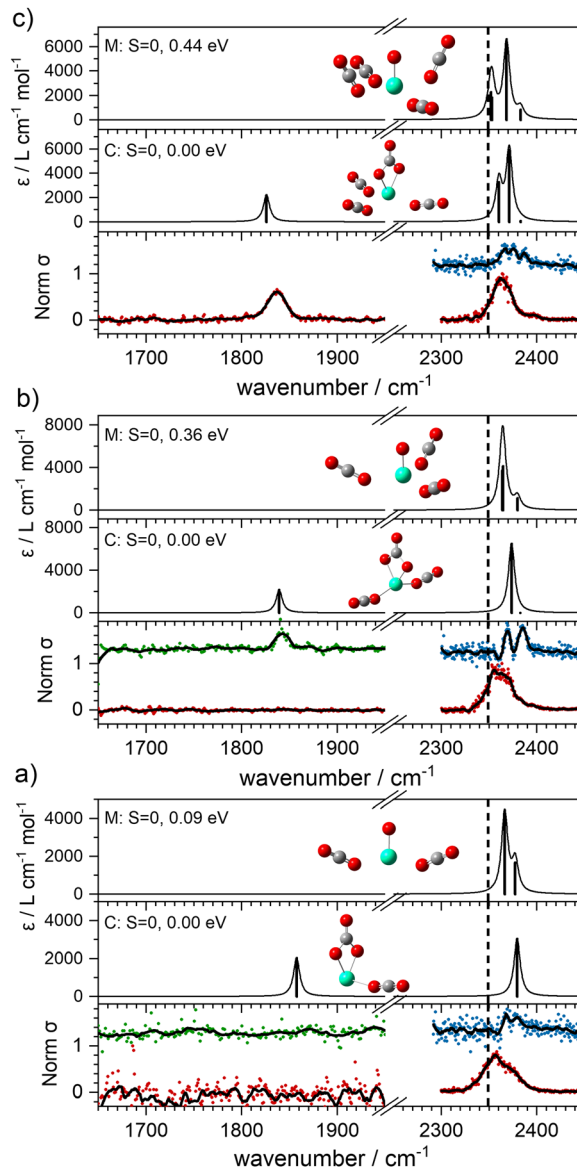 c)
M: S=0, 0.44 eV
6000
4000
2000
0
C: S=0, 0.00 eV
6000
4000
2000
0
ε / L cm⁻¹ mol⁻¹
1
0
Norm σ
1700 1800 1900 2300 2400
wavenumber / cm⁻¹
b)
M: S=0, 0.36 eV
8000
4000
0
C: S=0, 0.00 eV
8000
4000
0
ε / L cm⁻¹ mol⁻¹
1
0
Norm σ
1700 1800 1900 2300 2400
wavenumber / cm⁻¹
a)
M: S=0, 0.09 eV
4000
2000
0
C: S=0, 0.00 eV
4000
2000
0
ε / L cm⁻¹ mol⁻¹
1
0
Norm σ
1700 1800 1900 2300 2400
wavenumber / cm⁻¹